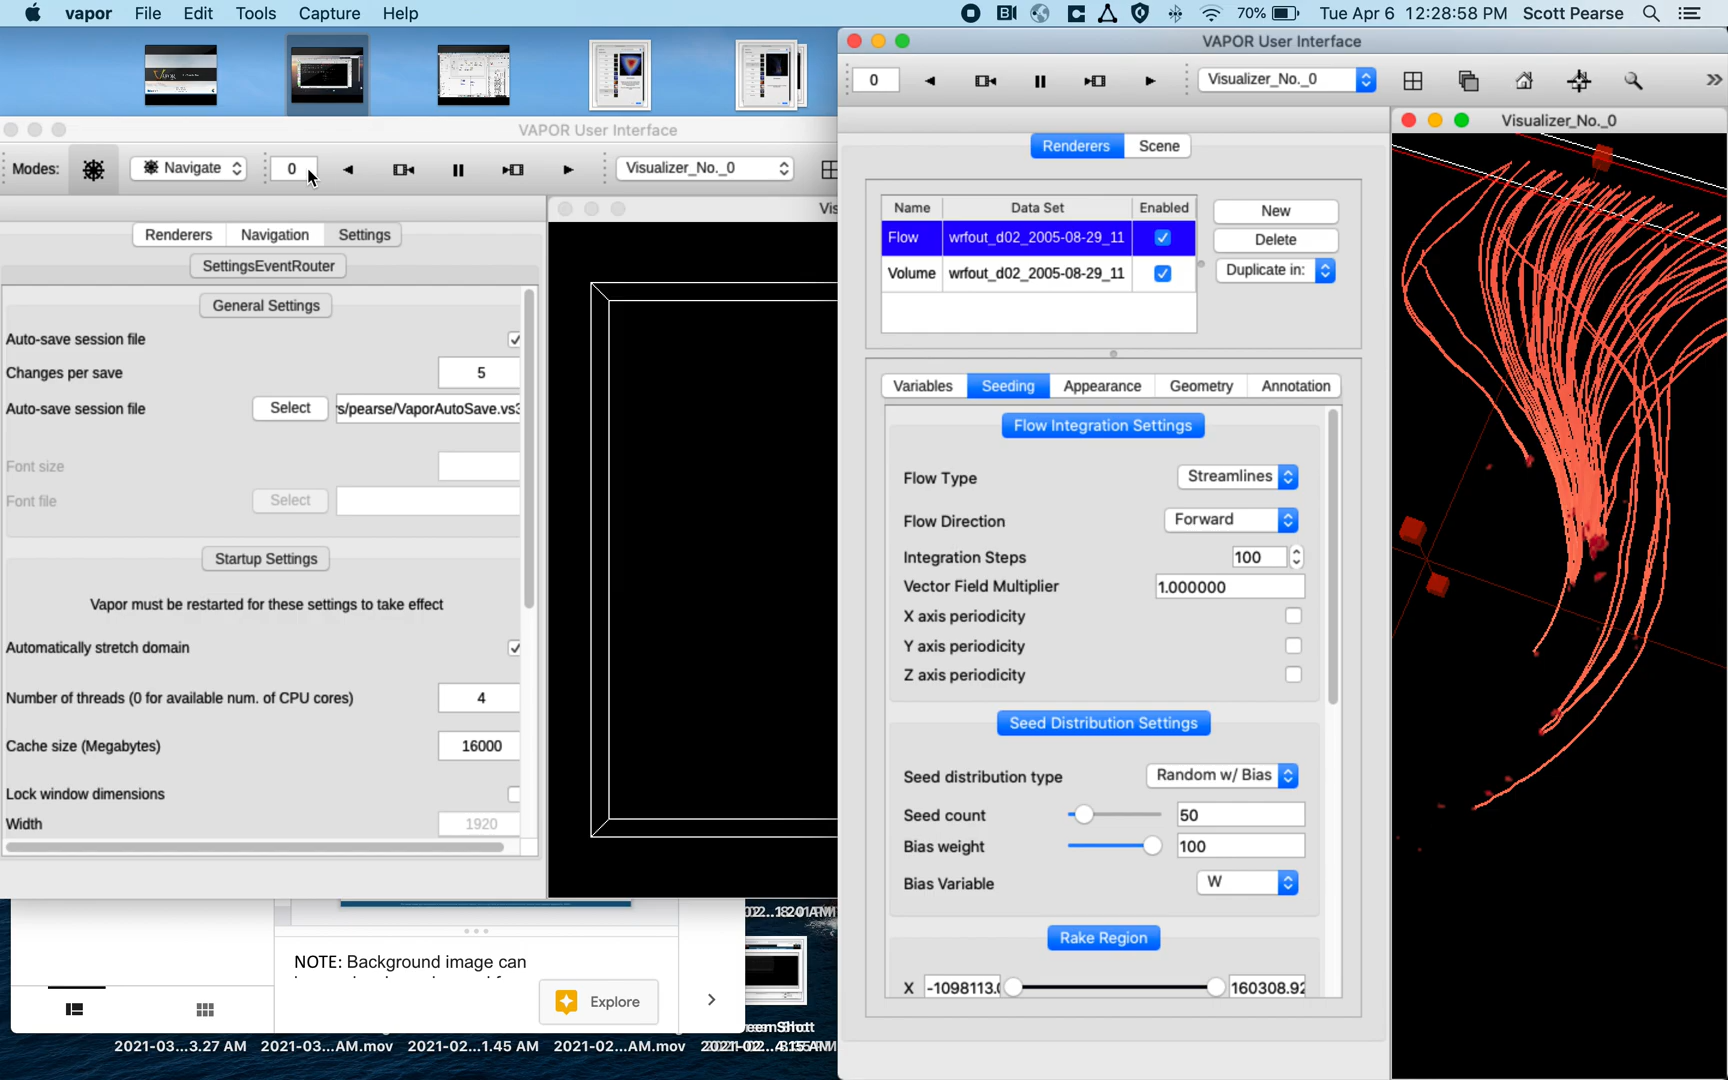 vapor File Edit Tools Capture Help 70% Tue Apr 6 12:28:58 PM Scott Pearse
VAPOR User Interface
Modes: Navigate 0 Visualizer_No._0
Renderers Navigation Settings
SettingsEventRouter
General Settings
Auto-save session file
Changes per save 5
Auto-save session file Select s/pearse/VaporAutoSave.vs3
Font size
Font file Select
Startup Settings
Vapor must be restarted for these settings to take effect
Automatically stretch domain
Number of threads (0 for available num. of CPU cores) 4
Cache size (Megabytes) 16000
Lock window dimensions
Width 1920
NOTE: Background image can
Explore
2021-03...3.27 AM 2021-03...AM.mov 2021-02...1.45 AM 2021-02...AM.mov
VAPOR User Interface
0 Visualizer_No._0
Renderers Scene
Name Data Set Enabled
Flow wrfout_d02_2005-08-29_11
Volume wrfout_d02_2005-08-29_11
New
Delete
Duplicate in:
Variables Seeding Appearance Geometry Annotation
Flow Integration Settings
Flow Type Streamlines
Flow Direction Forward
Integration Steps 100
Vector Field Multiplier 1.000000
X axis periodicity
Y axis periodicity
Z axis periodicity
Seed Distribution Settings
Seed distribution type Random w/ Bias
Seed count 50
Bias weight 100
Bias Variable W
Rake Region
X -1098113.0 160308.92
Visualizer_No._0